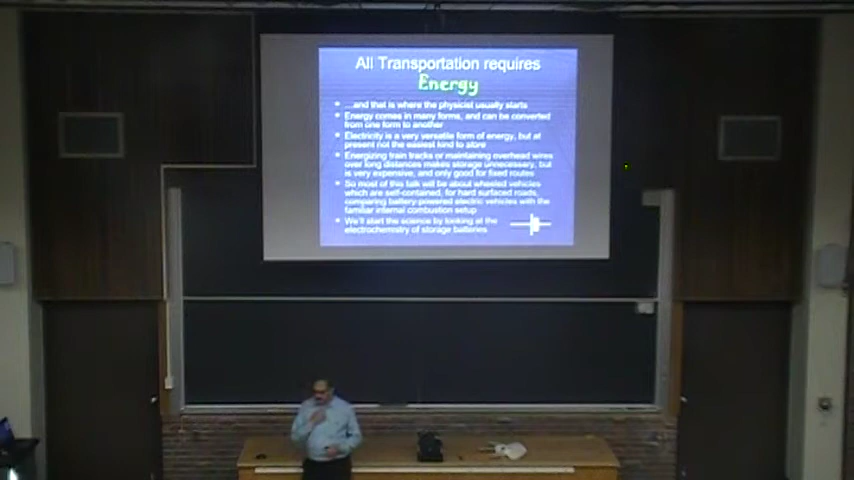 All Transportation requires
Energy
...and that is where the physicist usually starts
Energy comes in many forms, and can be converted
from one form to another
Electricity is a very versatile form of energy, but at
present not the easiest kind to store
Energizing train tracks or maintaining overhead wires
over long distances makes storage unnecessary, but
is very expensive, and only good for fixed routes
So most of this talk will be about wheeled vehicles
which are self-contained, for hard surfaced roads,
comparing battery-powered electric vehicles with the
familiar internal combustion setup
We'll start the science by looking at the
electrochemistry of storage batteries